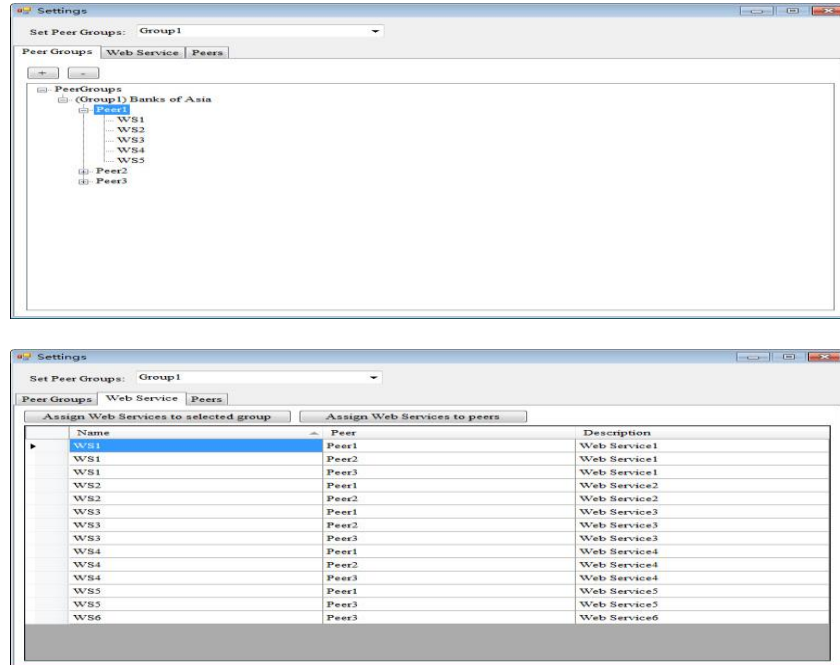 Settings
Set Peer Groups: Group1
Peer Groups Web Service Peers
+ -
PeerGroups
(Group1) Banks of Asia
Peer1
WS1
WS2
WS3
WS4
WS5
Peer2
Peer3
Settings
Set Peer Groups: Group1
Peer Groups Web Service Peers
Assign Web Services to selected group Assign Web Services to peers
Name Peer Description
WS1 Peer1 Web Service1
WS1 Peer2 Web Service1
WS1 Peer3 Web Service1
WS2 Peer1 Web Service2
WS2 Peer2 Web Service2
WS3 Peer1 Web Service3
WS3 Peer2 Web Service3
WS3 Peer3 Web Service3
WS4 Peer1 Web Service4
WS4 Peer2 Web Service4
WS4 Peer3 Web Service4
WS5 Peer1 Web Service5
WS5 Peer3 Web Service5
WS6 Peer3 Web Service6